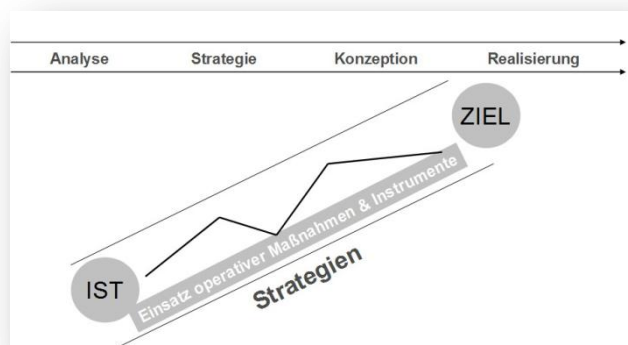 Analyse Strategie Konzeption Realisierung
ZIEL
Einsatz operativer Maßnahmen & Instrumente
IST
Strategien